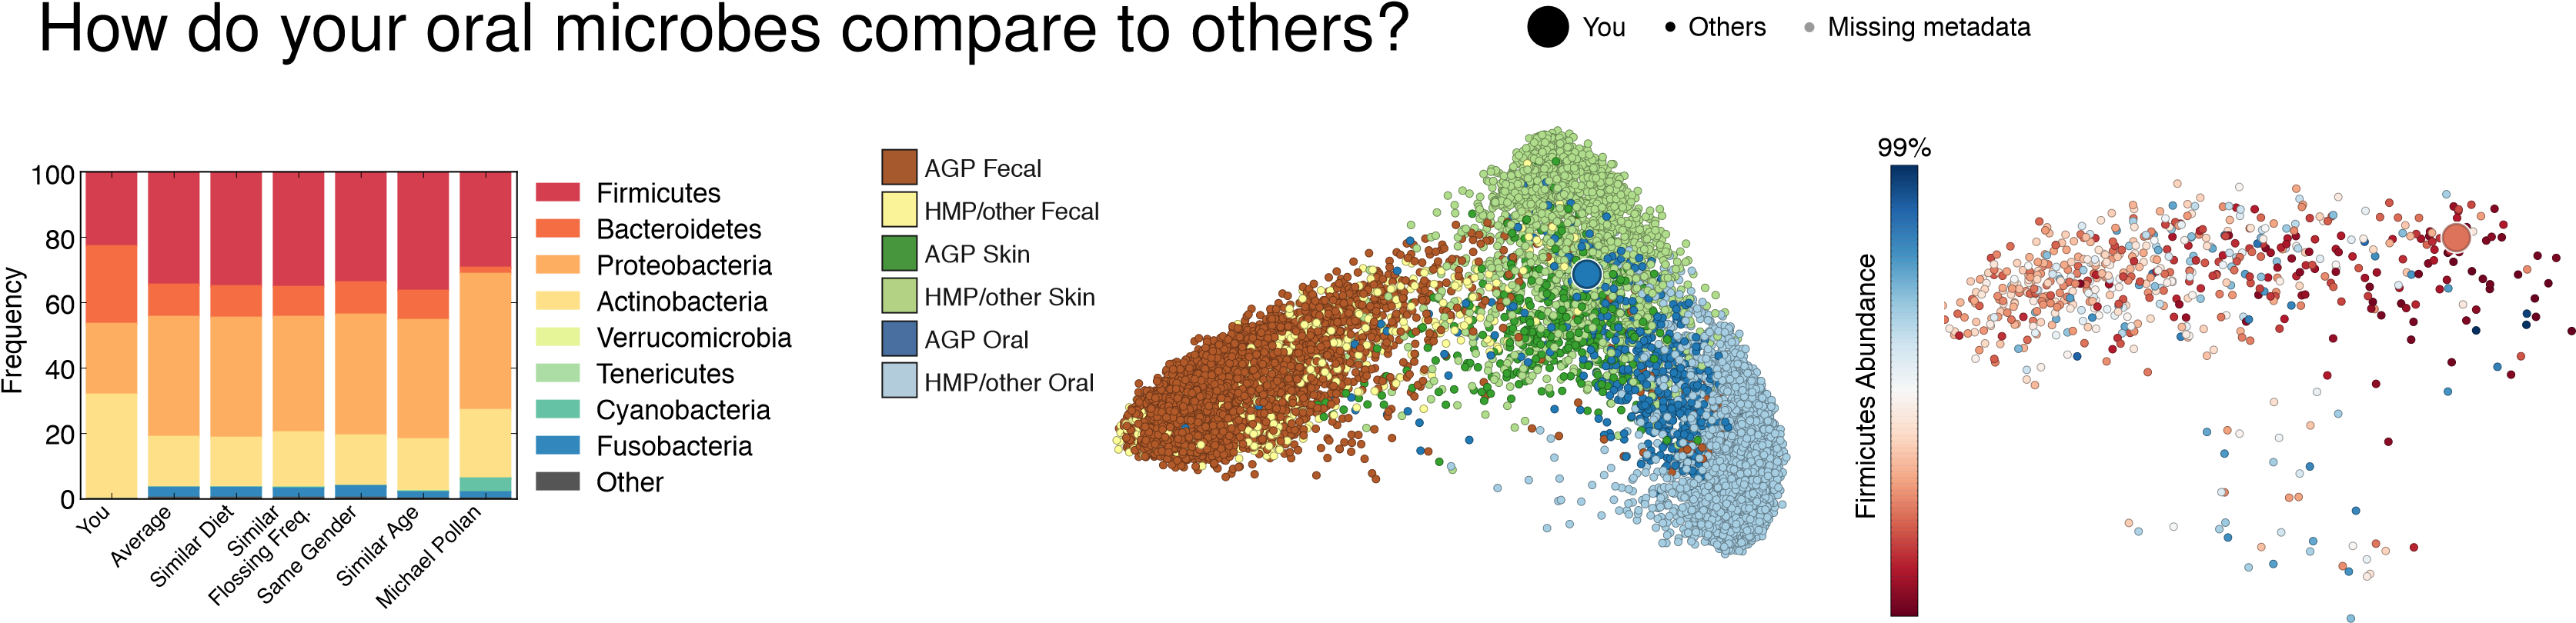 How do your oral microbes compare to others?
You
Others
Missing metadata
Frequency
100
80
60
40
20
0
You
Average
Similar Diet
Similar
Flossing Freq.
Same Gender
Similar Age
Michael Pollan
Firmicutes
Bacteroidetes
Proteobacteria
Actinobacteria
Verrucomicrobia
Tenericutes
Cyanobacteria
Fusobacteria
Other
AGP Fecal
HMP/other Fecal
AGP Skin
HMP/other Skin
AGP Oral
HMP/other Oral
99%
Firmicutes Abundance